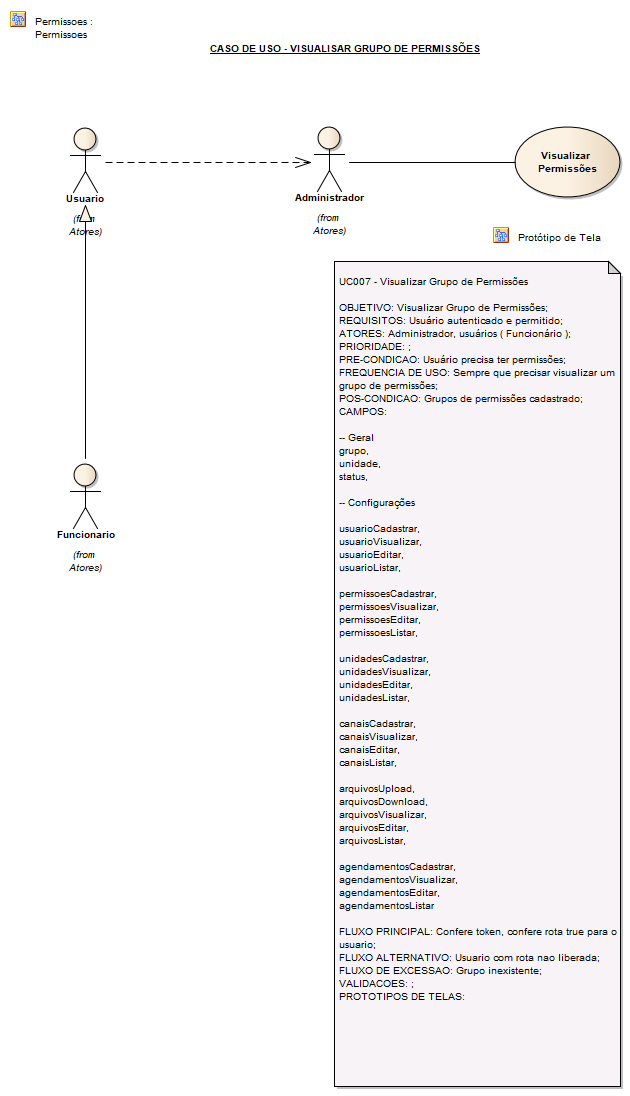 Permissoes :
Permissoes
CASO DE USO - VISUALISAR GRUPO DE PERMISSÕES
Usuario
(from
Atores)
Administrador
(from
Atores)
Visualizar
Permissões
Protótipo de Tela
Funcionario
(from
Atores)
UC007 - Visualizar Grupo de Permissões
OBJETIVO: Visualizar Grupo de Permissões;
REQUISITOS: Usuário autenticado e permitido;
ATORES: Administrador, usuários ( Funcionário );
PRIORIDADE: ;
PRE-CONDICAO: Usuário precisa ter permissões;
FREQUENCIA DE USO: Sempre que precisar visualizar um
grupo de permissões;
POS-CONDICAO: Grupos de permissões cadastrado;
CAMPOS:
-- Geral
grupo,
unidade,
status,
-- Configurações
usuarioCadastrar,
usuarioVisualizar,
usuarioEditar,
usuarioListar,
permissoesCadastrar,
permissoesVisualizar,
permissoesEditar,
permissoesListar,
unidadesCadastrar,
unidadesVisualizar,
unidadesEditar,
unidadesListar,
canaisCadastrar,
canaisVisualizar,
canaisEditar,
canaisListar,
arquivosUpload,
arquivosDownload,
arquivosVisualizar,
arquivosEditar,
arquivosListar,
agendamentosCadastrar,
agendamentosVisualizar,
agendamentosEditar,
agendamentosListar
FLUXO PRINCIPAL: Confere token, confere rota true para o
usuario;
FLUXO ALTERNATIVO: Usuario com rota nao liberada;
FLUXO DE EXCESSAO: Grupo inexistente;
VALIDACOES: ;
PROTOTIPOS DE TELAS: